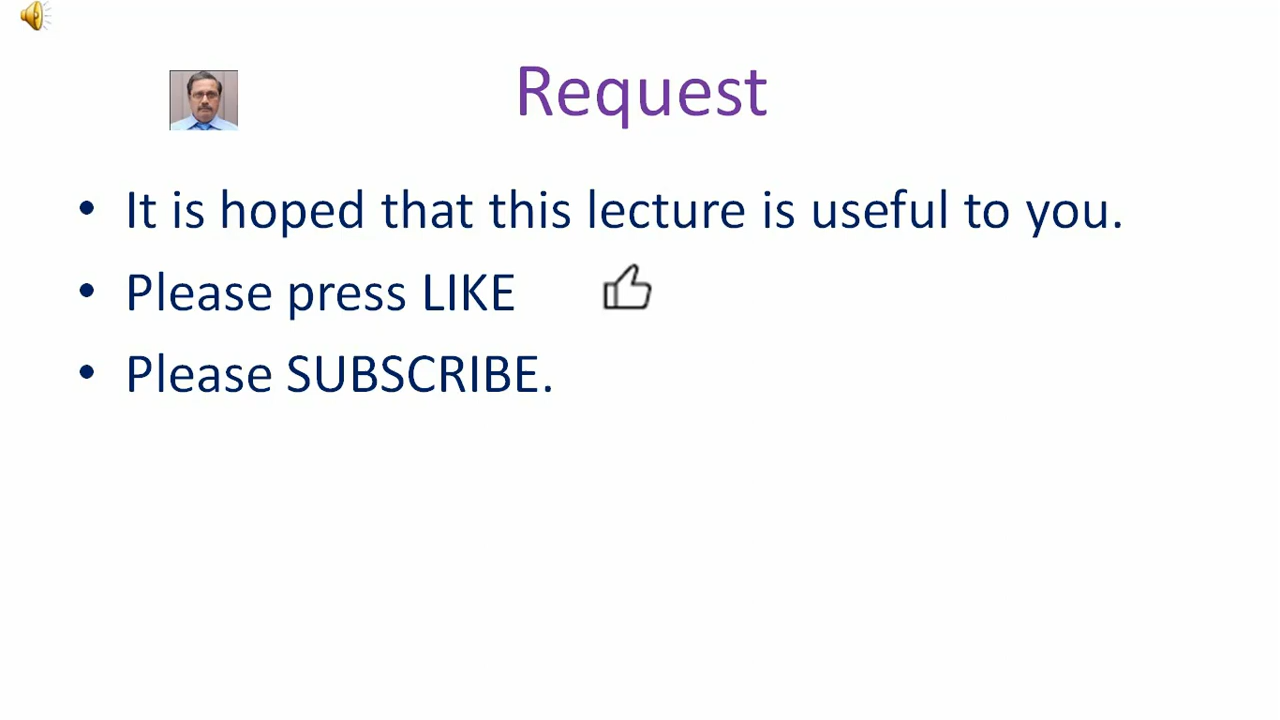 Request
• It is hoped that this lecture is useful to you.
• Please press LIKE
• Please SUBSCRIBE.